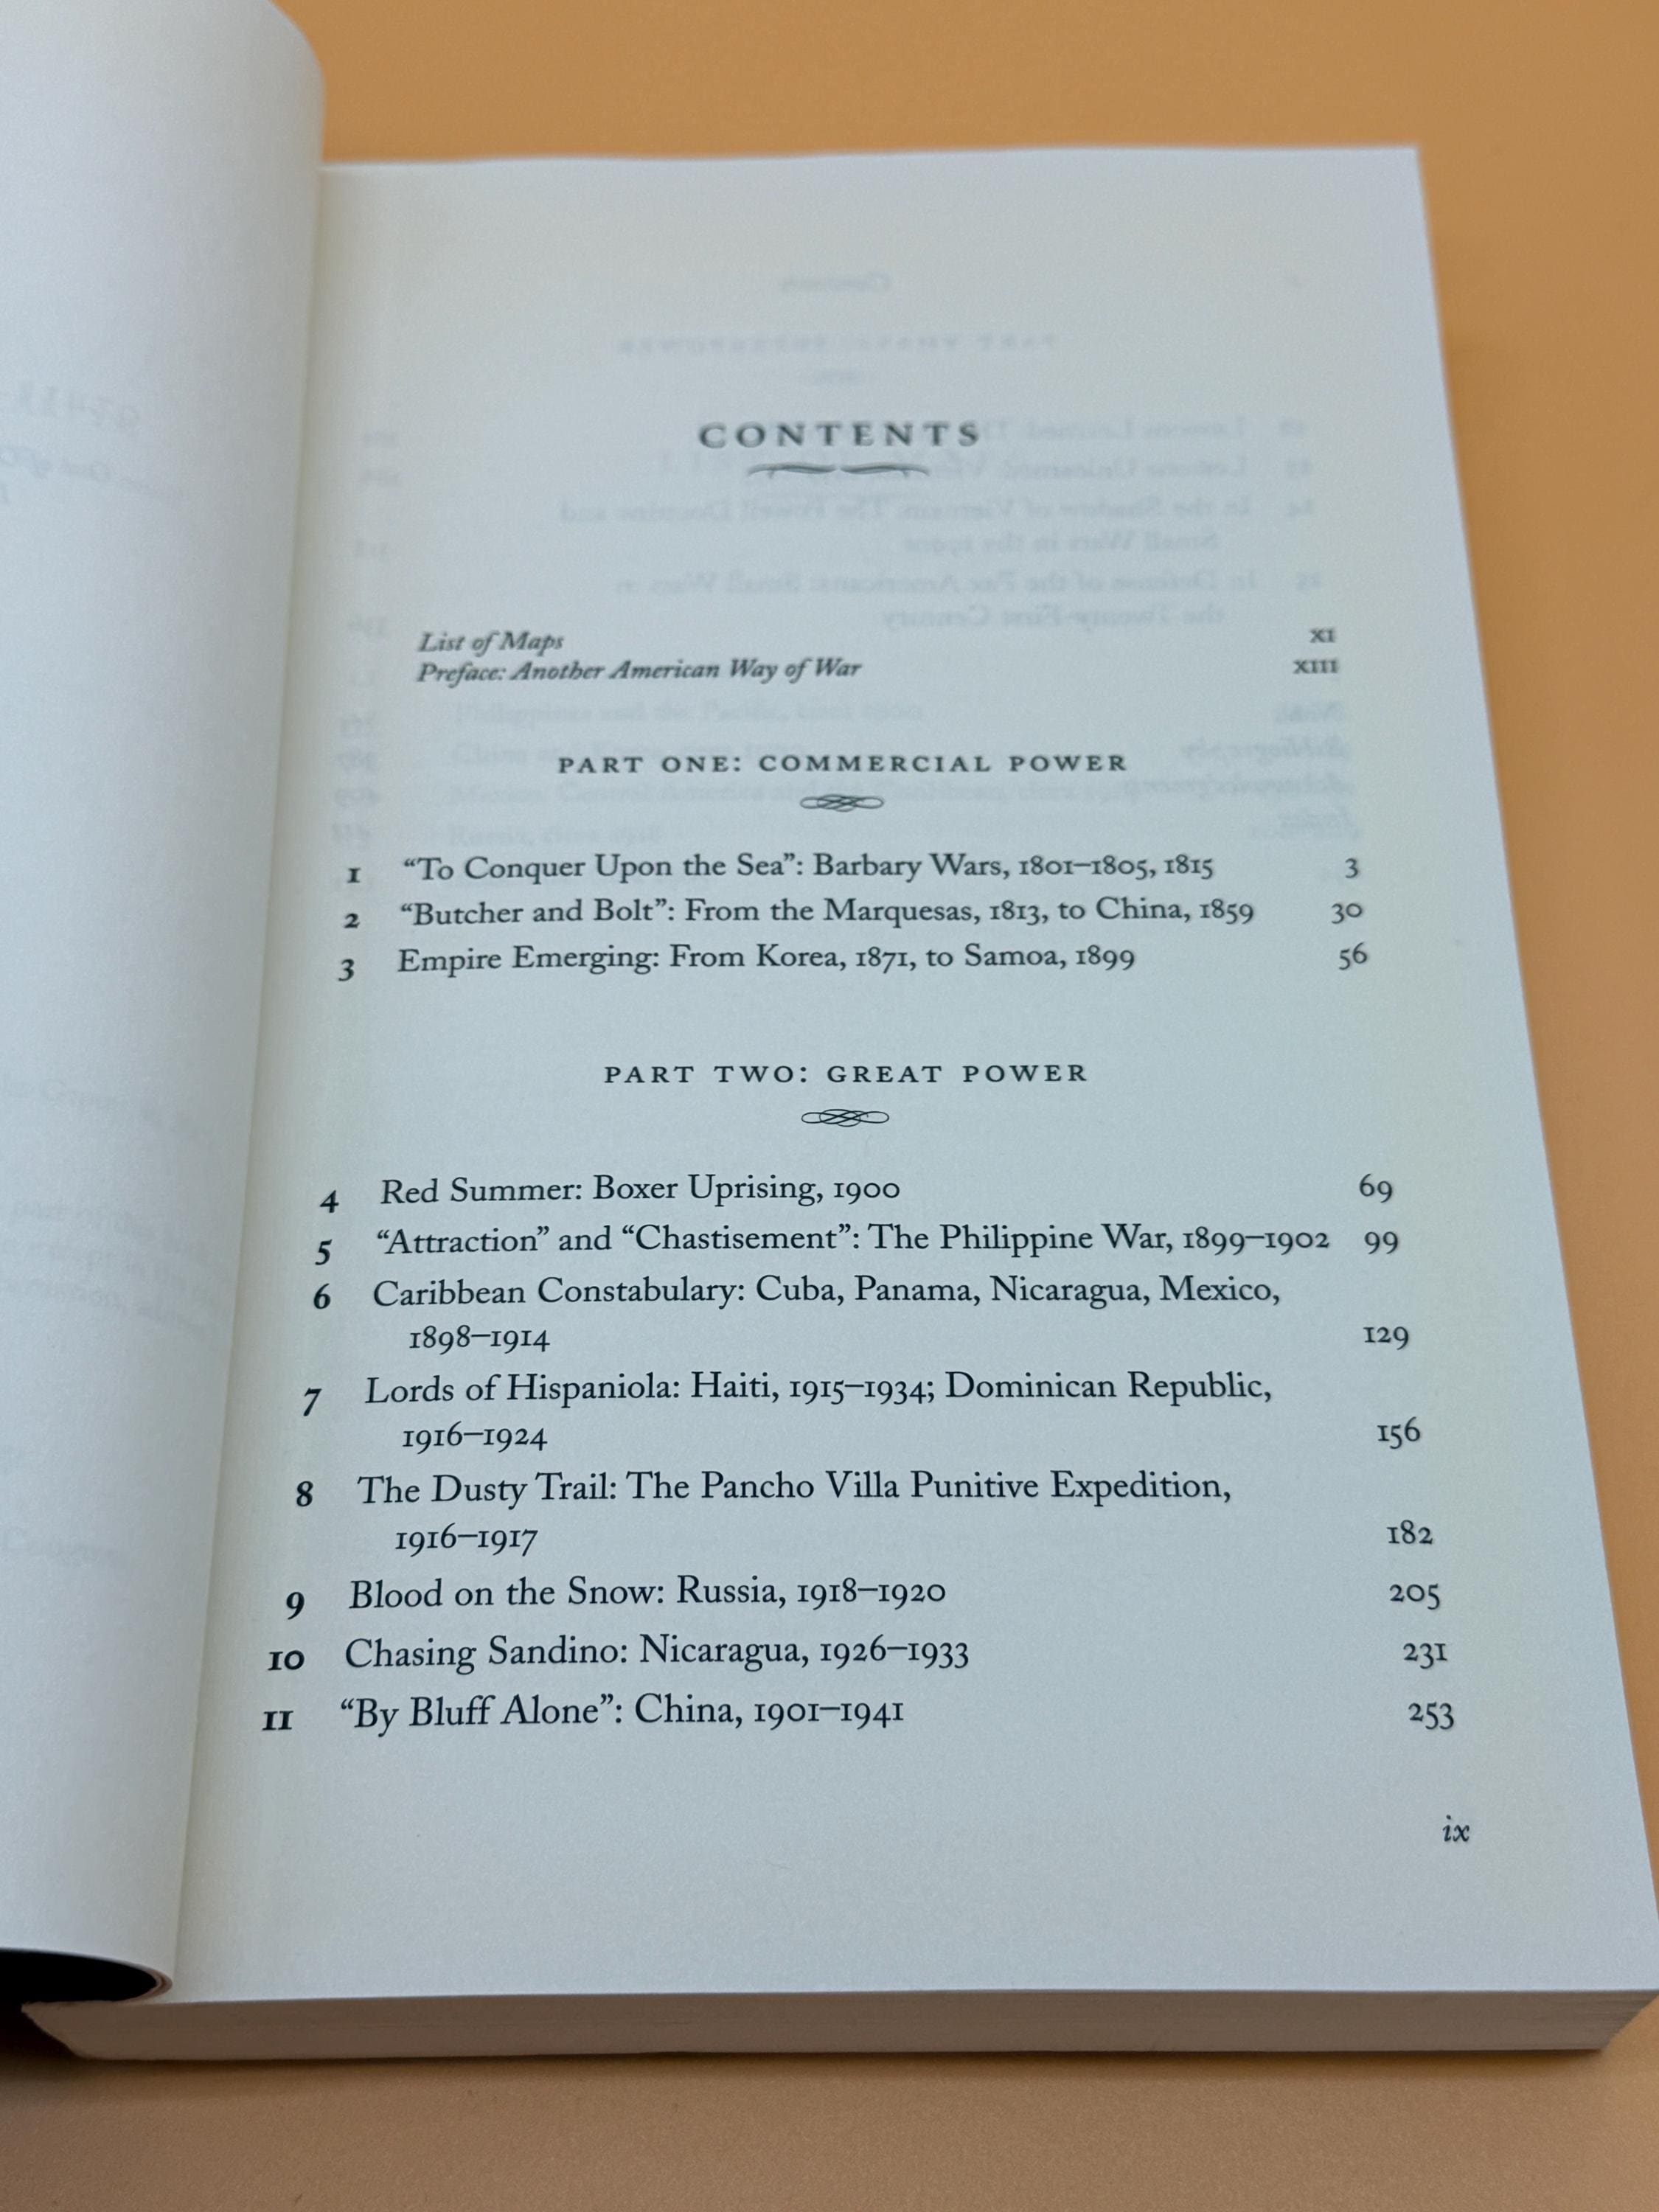 CONTENTS
List of Maps XI
Preface: Another American Way of War XIII
PART ONE: COMMERCIAL POWER
1 “To Conquer Upon the Sea”: Barbary Wars, 1801–1805, 1815 3
2 “Butcher and Bolt”: From the Marquesas, 1813, to China, 1859 30
3 Empire Emerging: From Korea, 1871, to Samoa, 1899 56
PART TWO: GREAT POWER
4 Red Summer: Boxer Uprising, 1900 69
5 “Attraction” and “Chastisement”: The Philippine War, 1899–1902 99
6 Caribbean Constabulary: Cuba, Panama, Nicaragua, Mexico,
1898–1914 129
7 Lords of Hispaniola: Haiti, 1915–1934; Dominican Republic,
1916–1924 156
8 The Dusty Trail: The Pancho Villa Punitive Expedition,
1916–1917 182
9 Blood on the Snow: Russia, 1918–1920 205
10 Chasing Sandino: Nicaragua, 1926–1933 231
11 “By Bluff Alone”: China, 1901–1941 253
ix